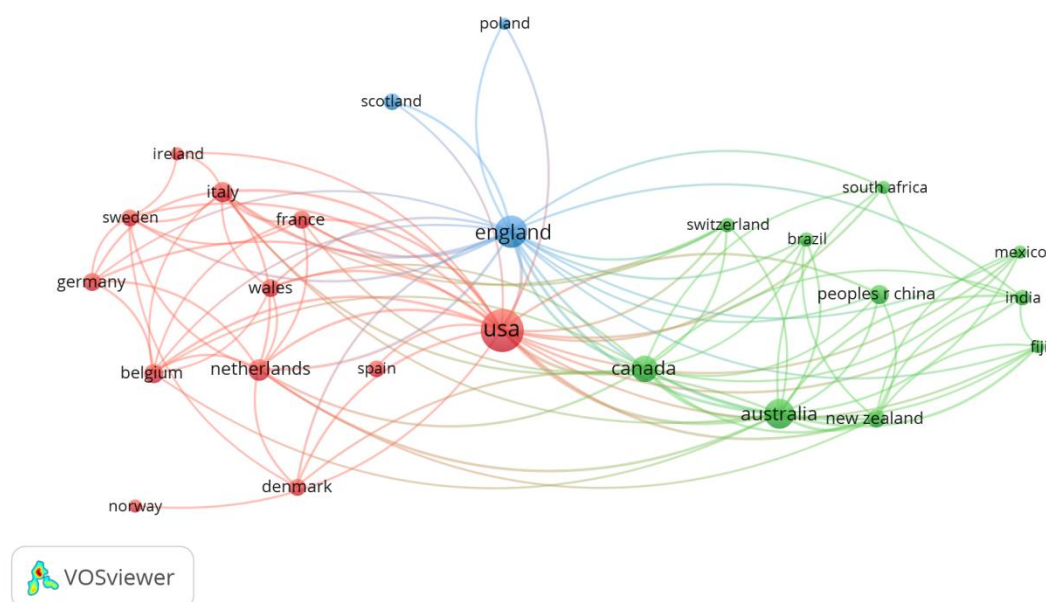 poland
scotland
ireland
italy
sweden
france
england
south africa
switzerland
brazil
mexico
germany
wales
peoples r china
india
usa
fiji
belgium
netherlands
spain
canada
australia
new zealand
denmark
norway
VOSviewer